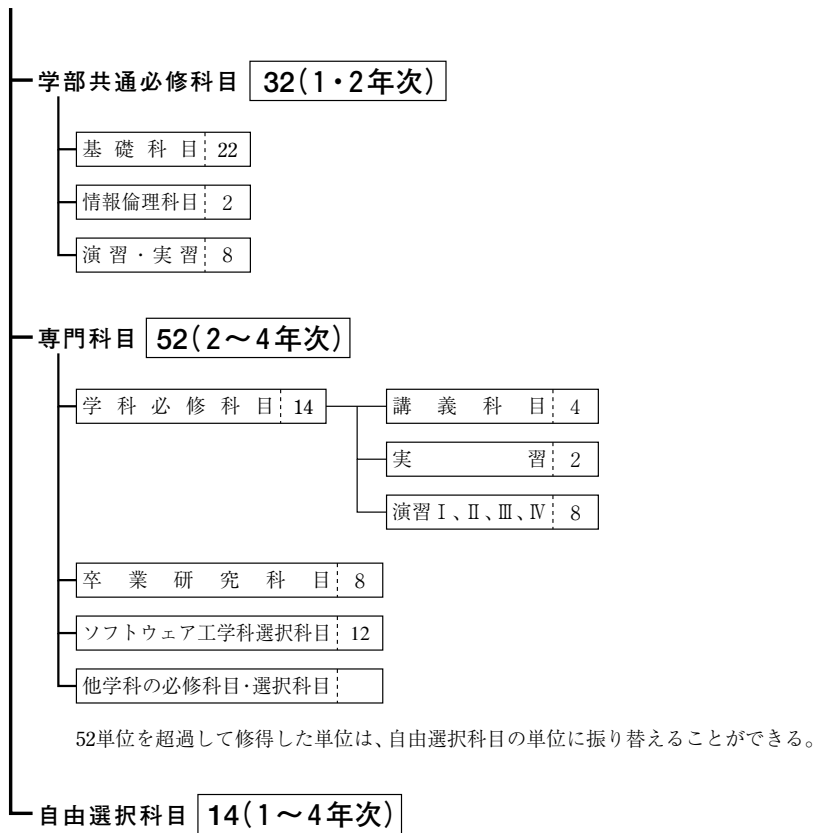 学部共通必修科目 32(1・2年次)
基礎科目 22
情報倫理科目 2
演習・実習 8
専門科目 52(2~4年次)
学科必修科目 14 講義科目 4
実習 2
演習Ⅰ、Ⅱ、Ⅲ、Ⅳ 8
卒業研究科目 8
ソフトウェア工学科選択科目 12
他学科の必修科目・選択科目
52単位を超過して修得した単位は、自由選択科目の単位に振り替えることができる。
自由選択科目 14(1~4年次)